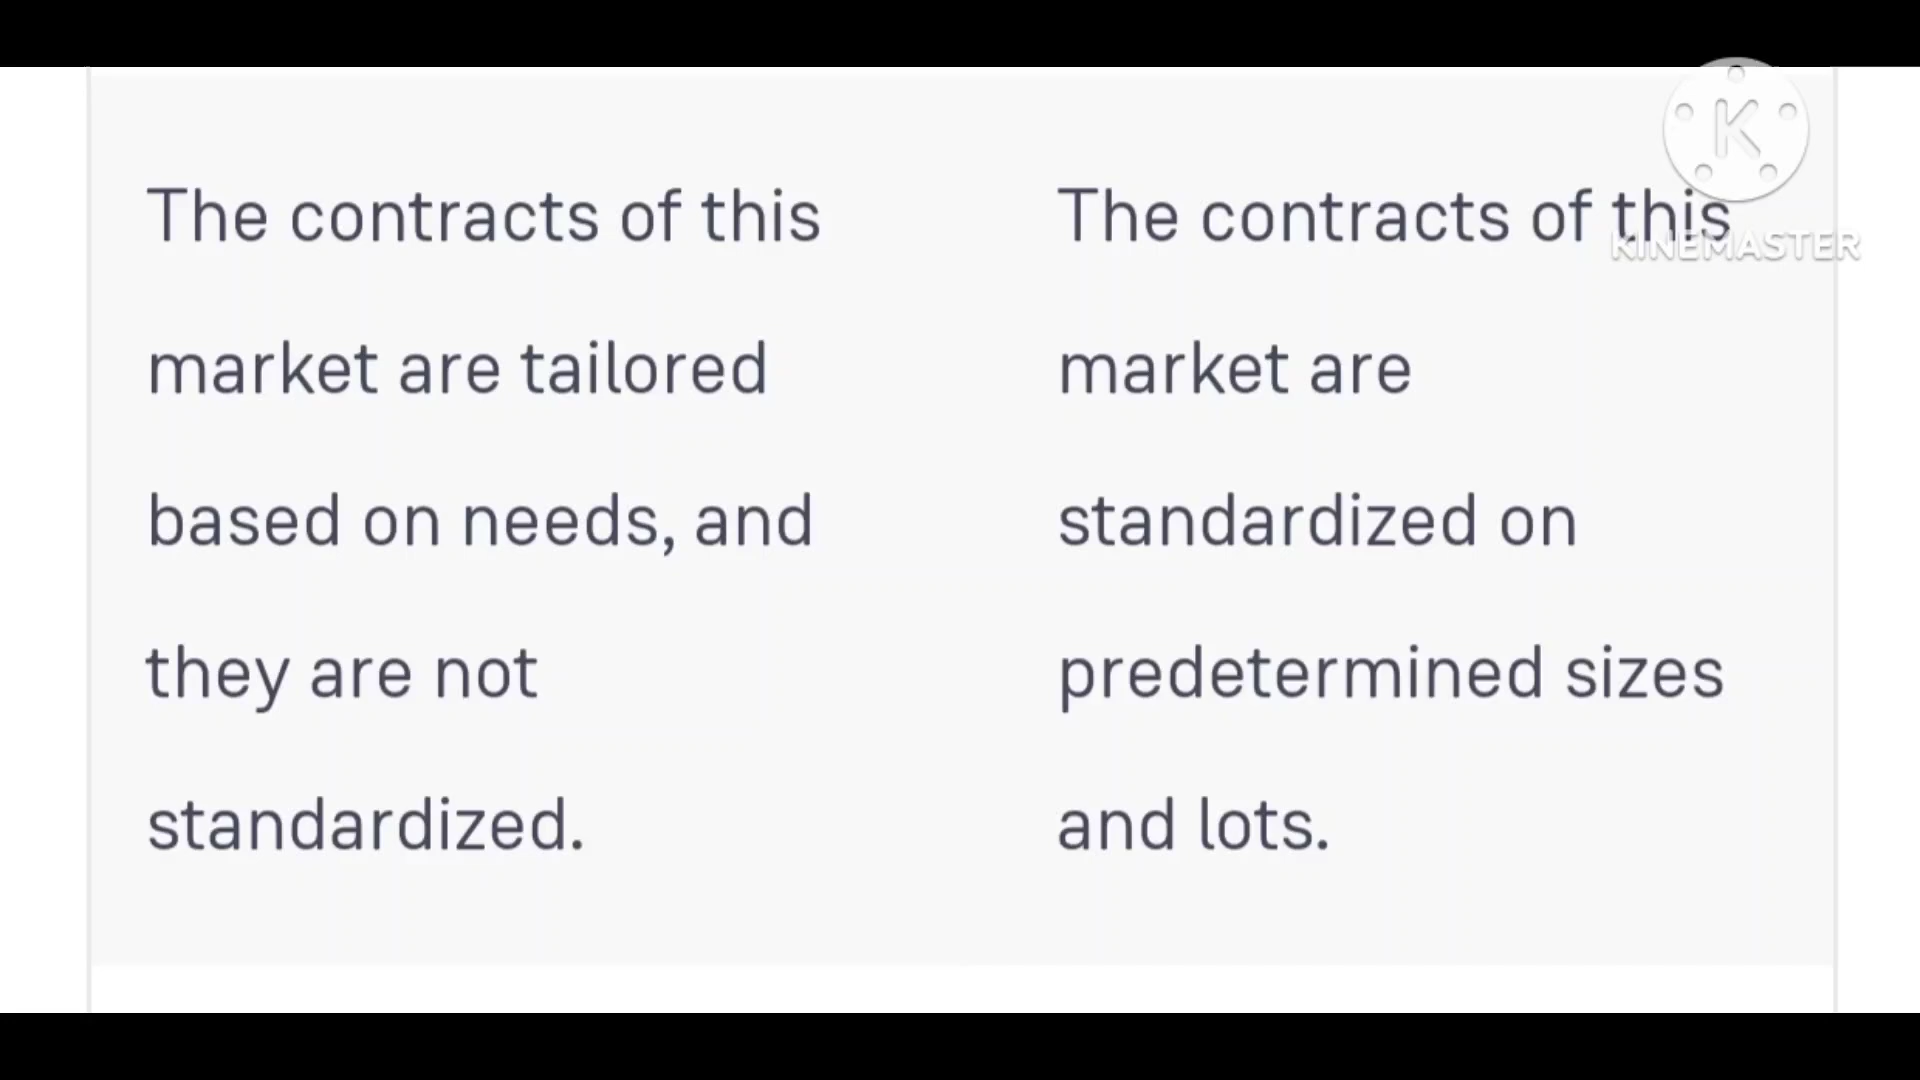 The contracts of this
market are tailored
based on needs, and
they are not
standardized.
The contracts of this
market are
standardized on
predetermined sizes
and lots.
K
KINEMASTER